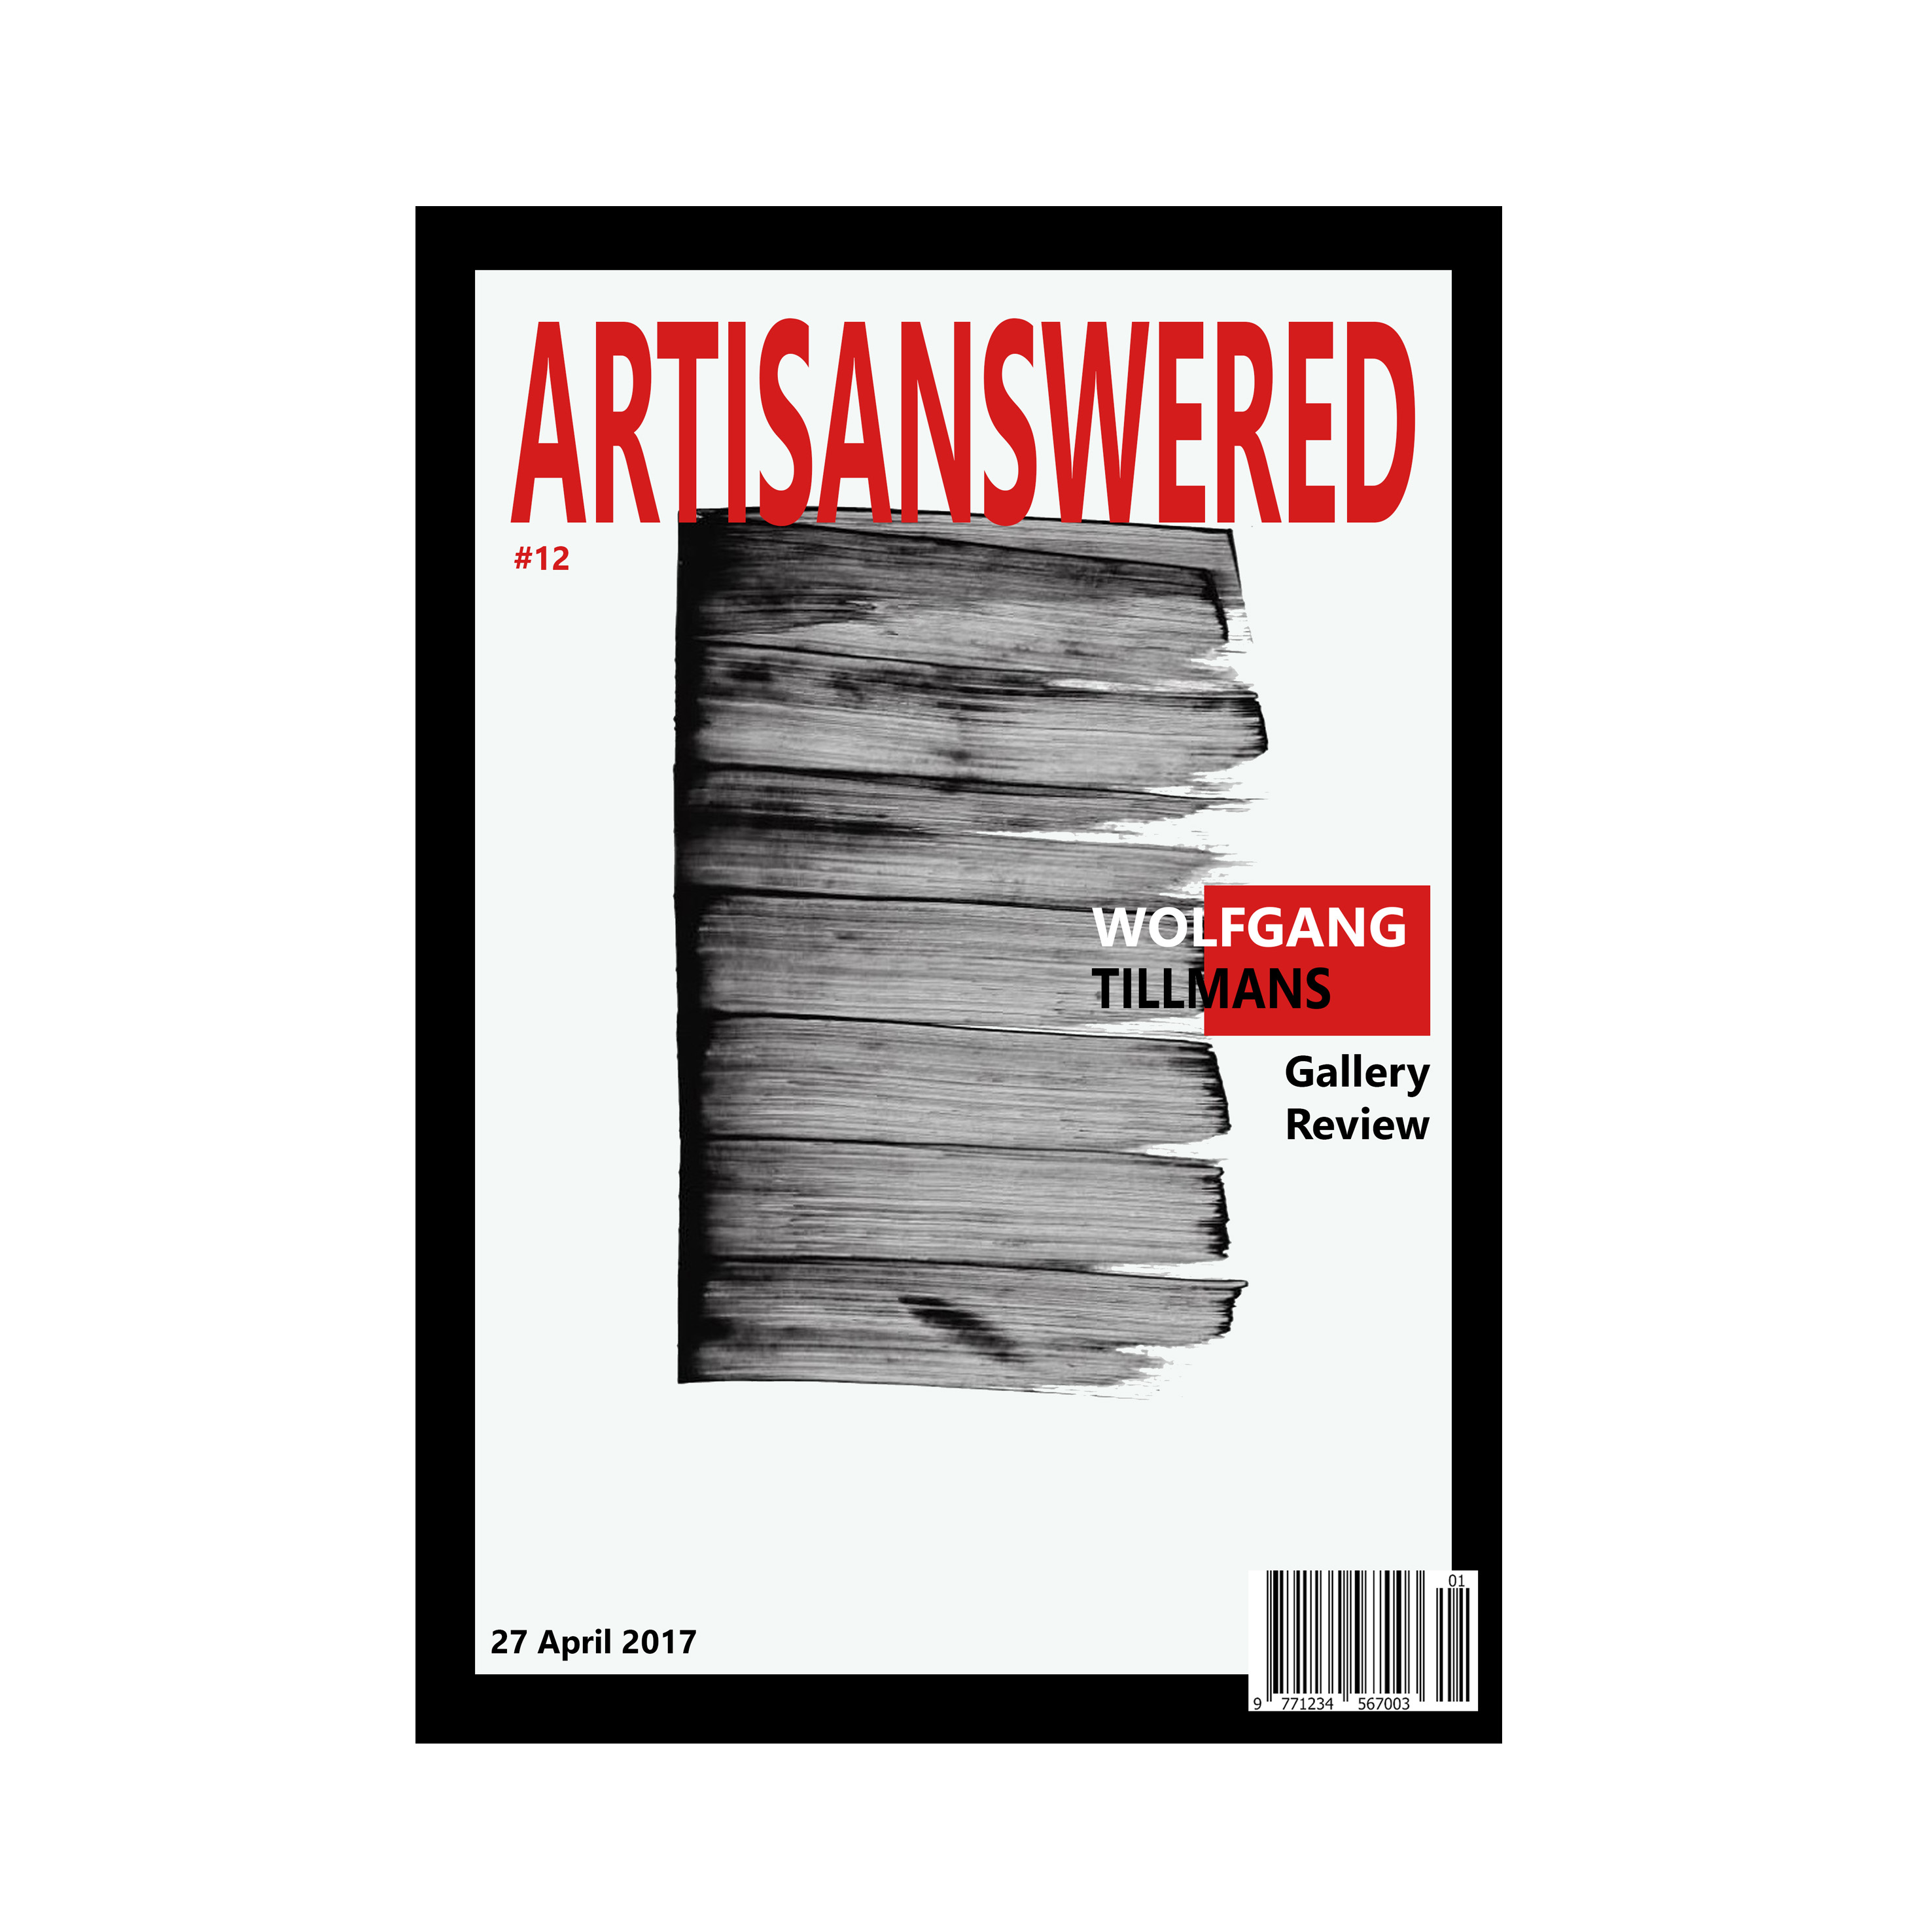 ARTISANSWERED
#12
WOLFGANG
TILLMANS
Gallery
Review
27 April 2017
01
9 771234 567003